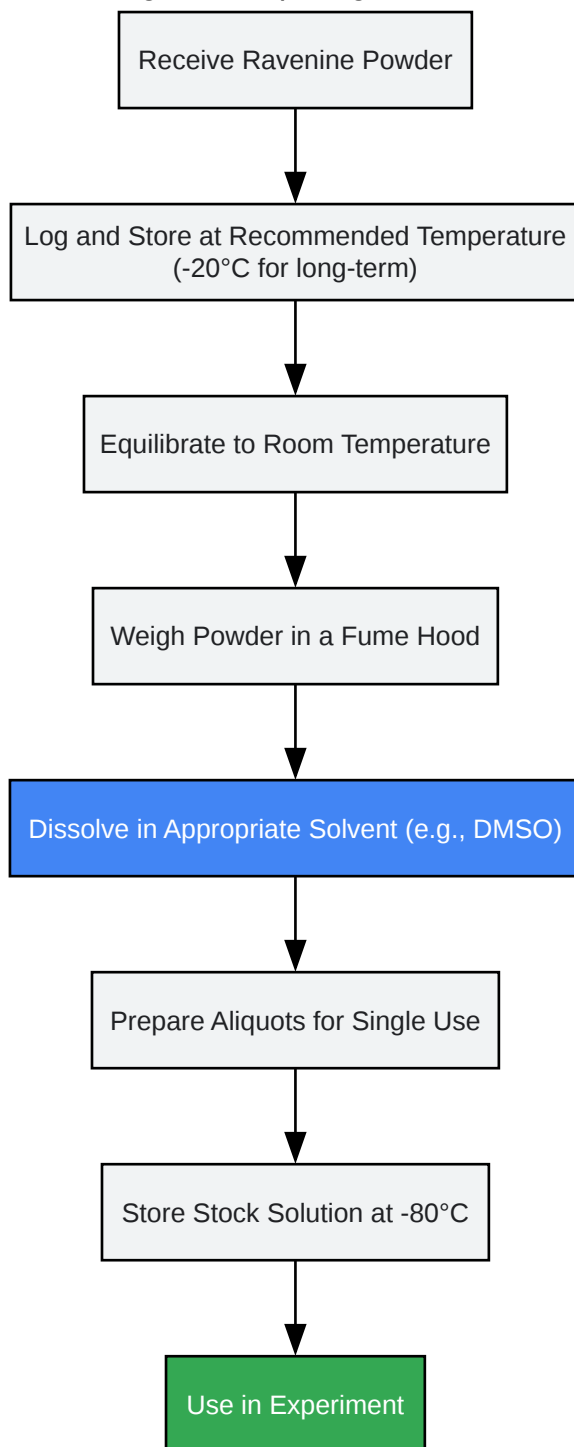 Receive Ravenine Powder
Log and Store at Recommended Temperature
(-20°C for long-term)
Equilibrate to Room Temperature
Weigh Powder in a Fume Hood
Dissolve in Appropriate Solvent (e.g., DMSO)
Prepare Aliquots for Single Use
Store Stock Solution at -80°C
Use in Experiment